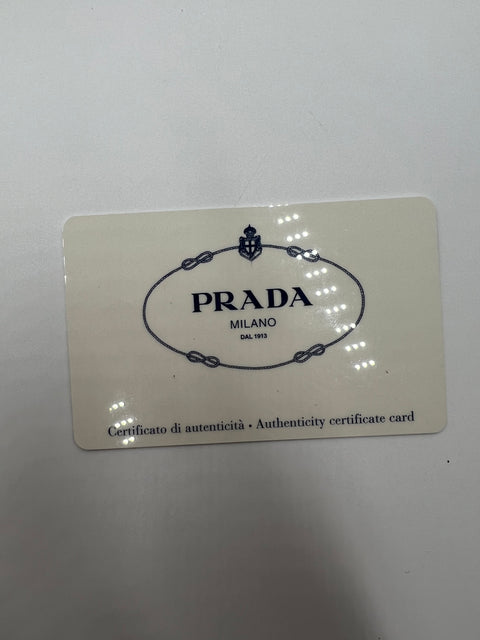 PRADA
MILANO
DAL 1913
Certificato di autenticità • Authenticity certificate card